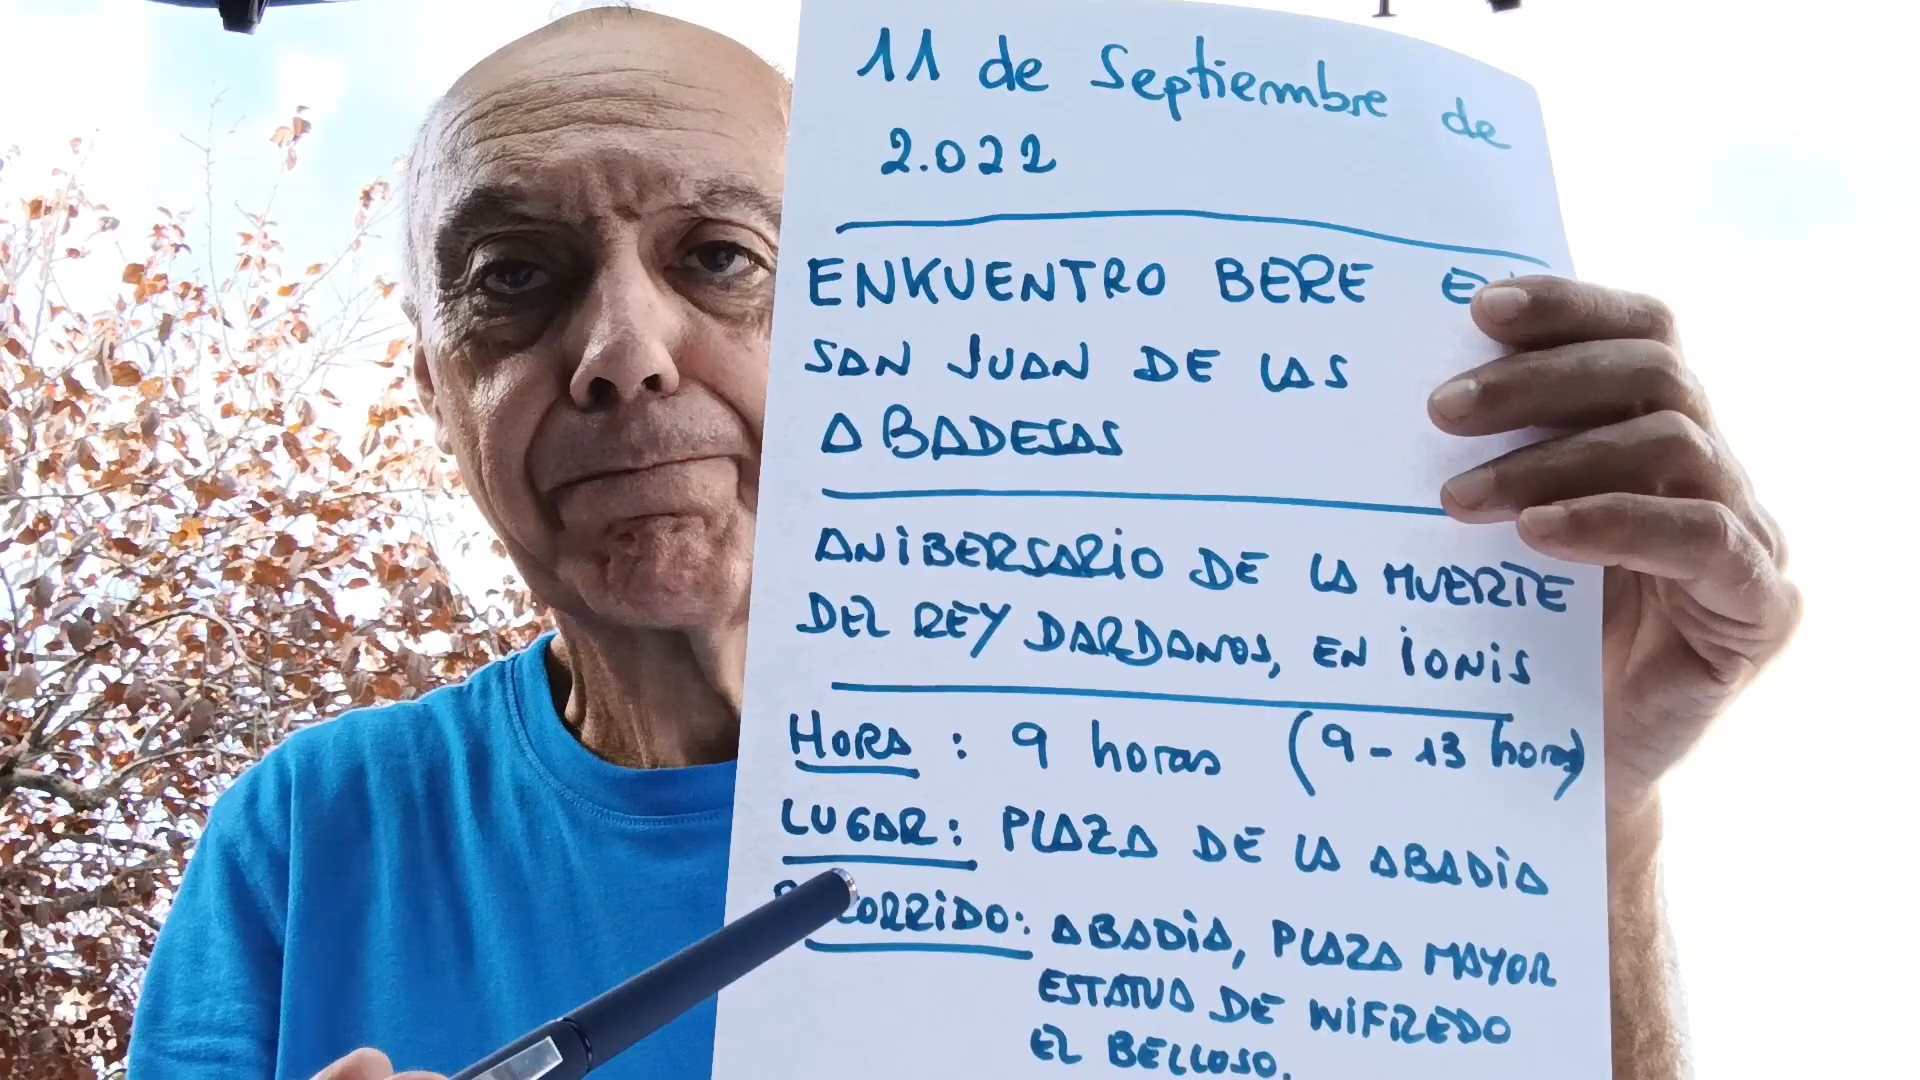 11 de Septiembre de
2.022
ENKUENTRO BERE
SAN JUAN DE LAS
ABADESAS
ANIBERSARIO DE LA MUERTE
DEL REY DARDANOS, EN IONIS
HORA : 9 horas (9 - 13 horas)
LUGAR: PLAZA DE LA ABADIA
RECORRIDO: ABADIA, PLAZA MAYOR
ESTATUA DE WIFREDO
EL BELLOSO.